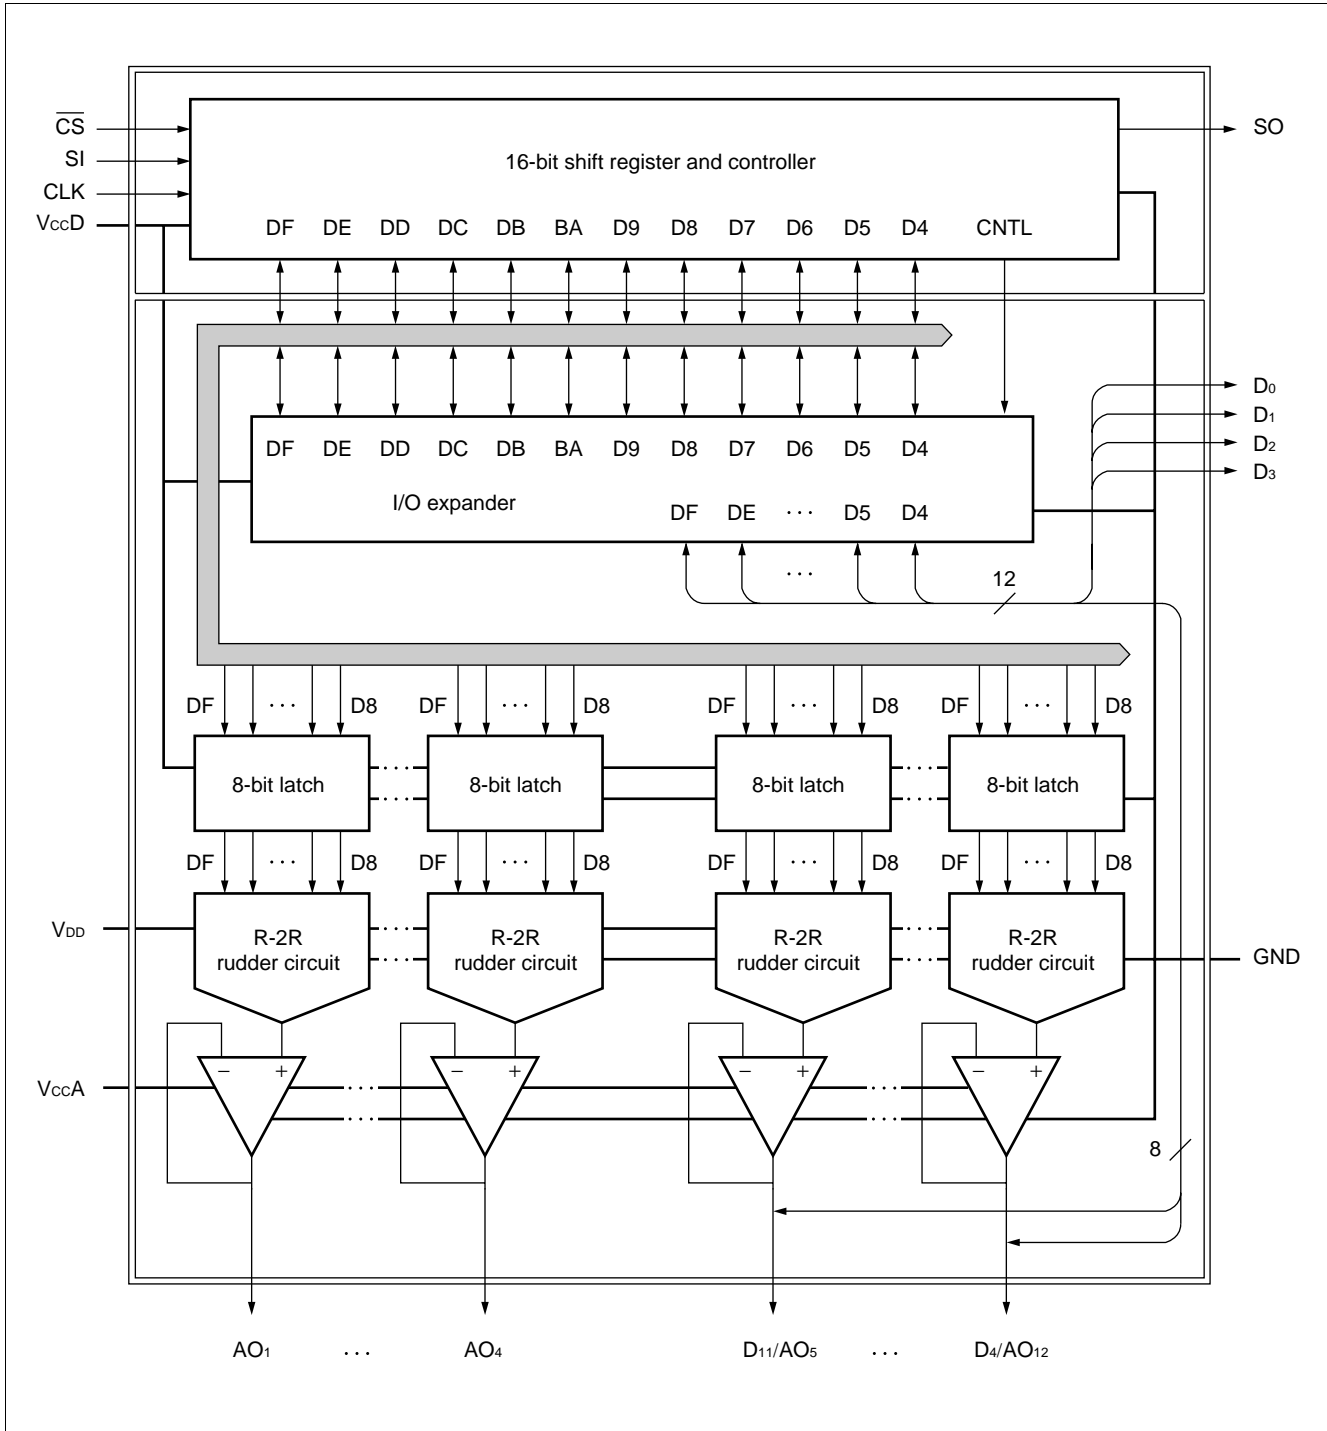 CS
SO
SI
16-bit shift register and controller
CLK
VccD
DF DE DD DC DB BA D9 D8 D7 D6 D5 D4 CNTL
D0
D1
D2
D3
DF DE DD DC DB BA D9 D8 D7 D6 D5 D4
I/O expander
DF DE ... D5 D4
...
12
DF ... D8 DF ... D8 DF ... D8 DF ... D8
8-bit latch 8-bit latch 8-bit latch 8-bit latch
DF ... D8 DF ... D8 DF ... D8 DF ... D8
VDD
R-2R R-2R R-2R R-2R
rudder circuit rudder circuit rudder circuit rudder circuit
GND
− + − + − + − +
VccA
8
AO1 ... AO4 D11/AO5 ... D4/AO12